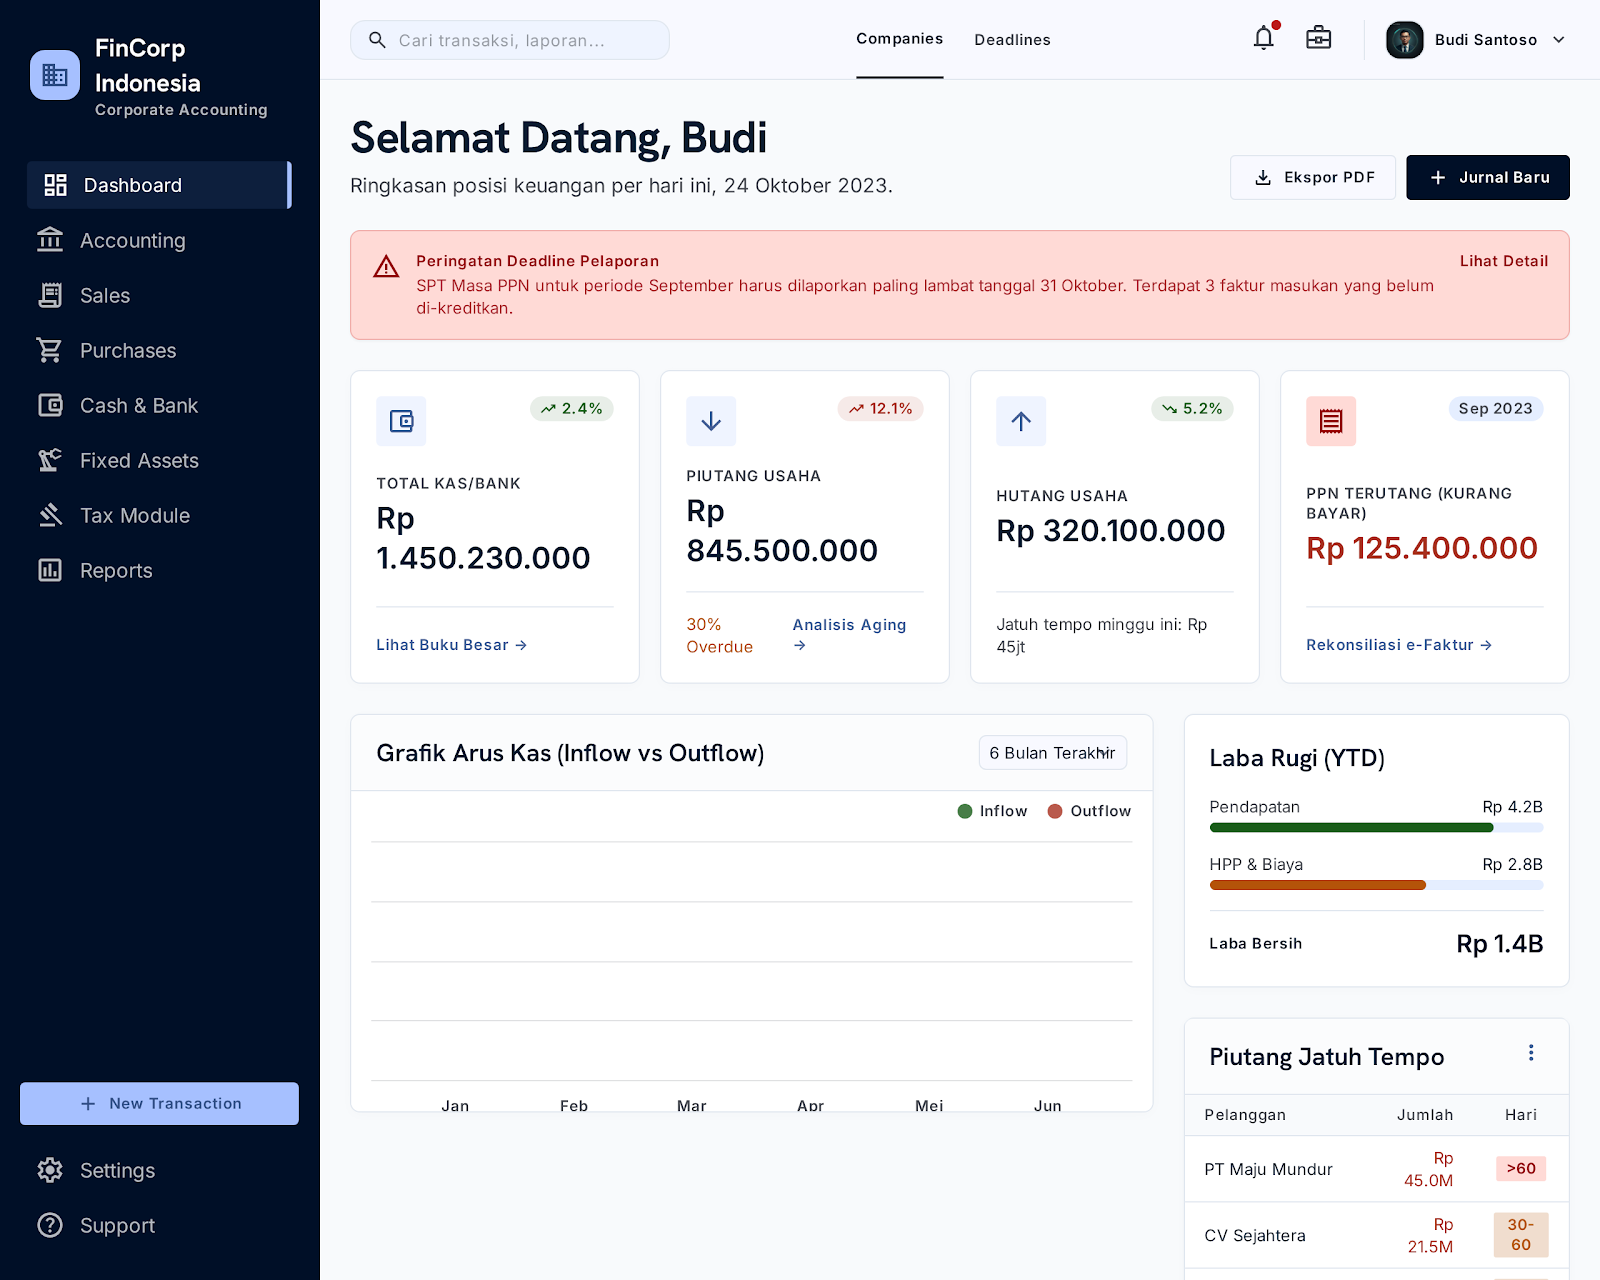 FinCorp
Indonesia
Corporate Accounting
Dashboard
Accounting
Sales
Purchases
Cash & Bank
Fixed Assets
Tax Module
Reports
New Transaction
Settings
Support
Cari transaksi, laporan...
Companies
Deadlines
Budi Santoso
Selamat Datang, Budi
Ringkasan posisi keuangan per hari ini, 24 Oktober 2023.
Ekspor PDF
Jurnal Baru
Peringatan Deadline Pelaporan
SPT Masa PPN untuk periode September harus dilaporkan paling lambat tanggal 31 Oktober. Terdapat 3 faktur masukan yang belum
di-kreditkan.
Lihat Detail
2.4%
TOTAL KAS/BANK
Rp
1.450.230.000
Lihat Buku Besar →
12.1%
PIUTANG USAHA
Rp
845.500.000
30%
Overdue
Analisis Aging
→
5.2%
HUTANG USAHA
Rp 320.100.000
Jatuh tempo minggu ini: Rp
45jt
Sep 2023
PPN TERUTANG (KURANG
BAYAR)
Rp 125.400.000
Rekonsiliasi e-Faktur →
Grafik Arus Kas (Inflow vs Outflow)
6 Bulan Terakhir
Inflow
Outflow
Jan
Feb
Mar
Apr
Mei
Jun
Laba Rugi (YTD)
Pendapatan
Rp 4.2B
HPP & Biaya
Rp 2.8B
Laba Bersih
Rp 1.4B
Piutang Jatuh Tempo
Pelanggan
Jumlah
Hari
PT Maju Mundur
Rp
45.0M
>60
CV Sejahtera
Rp
21.5M
30-
60